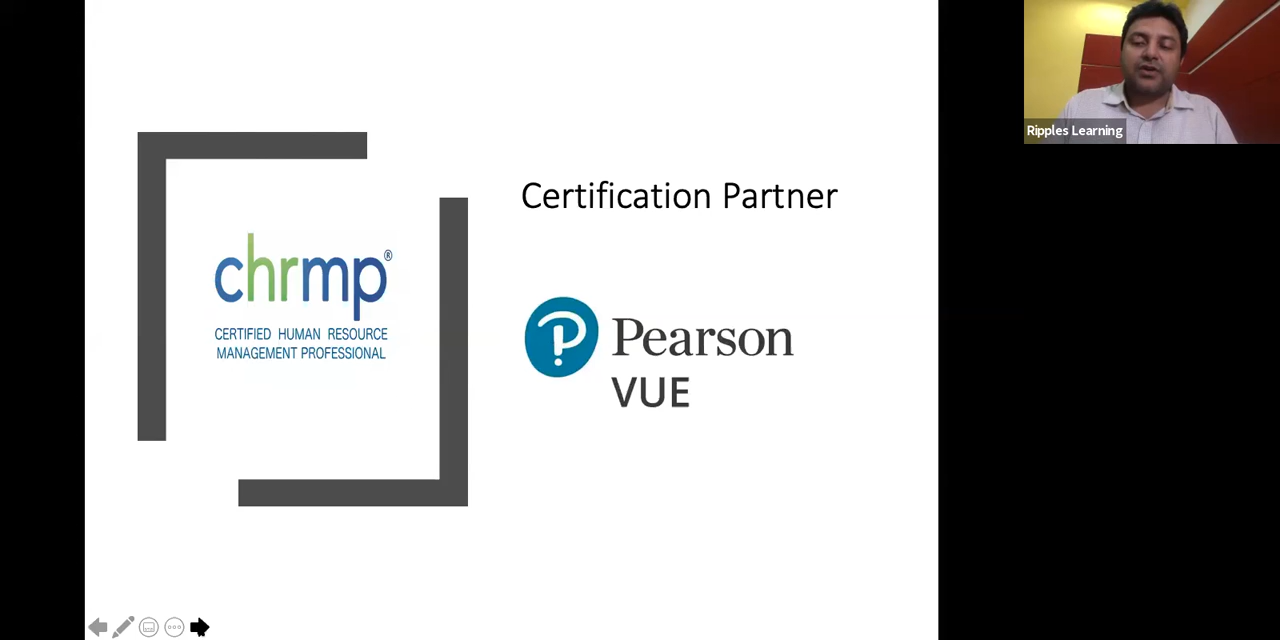 Certification Partner
chrmp®
CERTIFIED HUMAN RESOURCE
MANAGEMENT PROFESSIONAL
Pearson
VUE
Ripples Learning